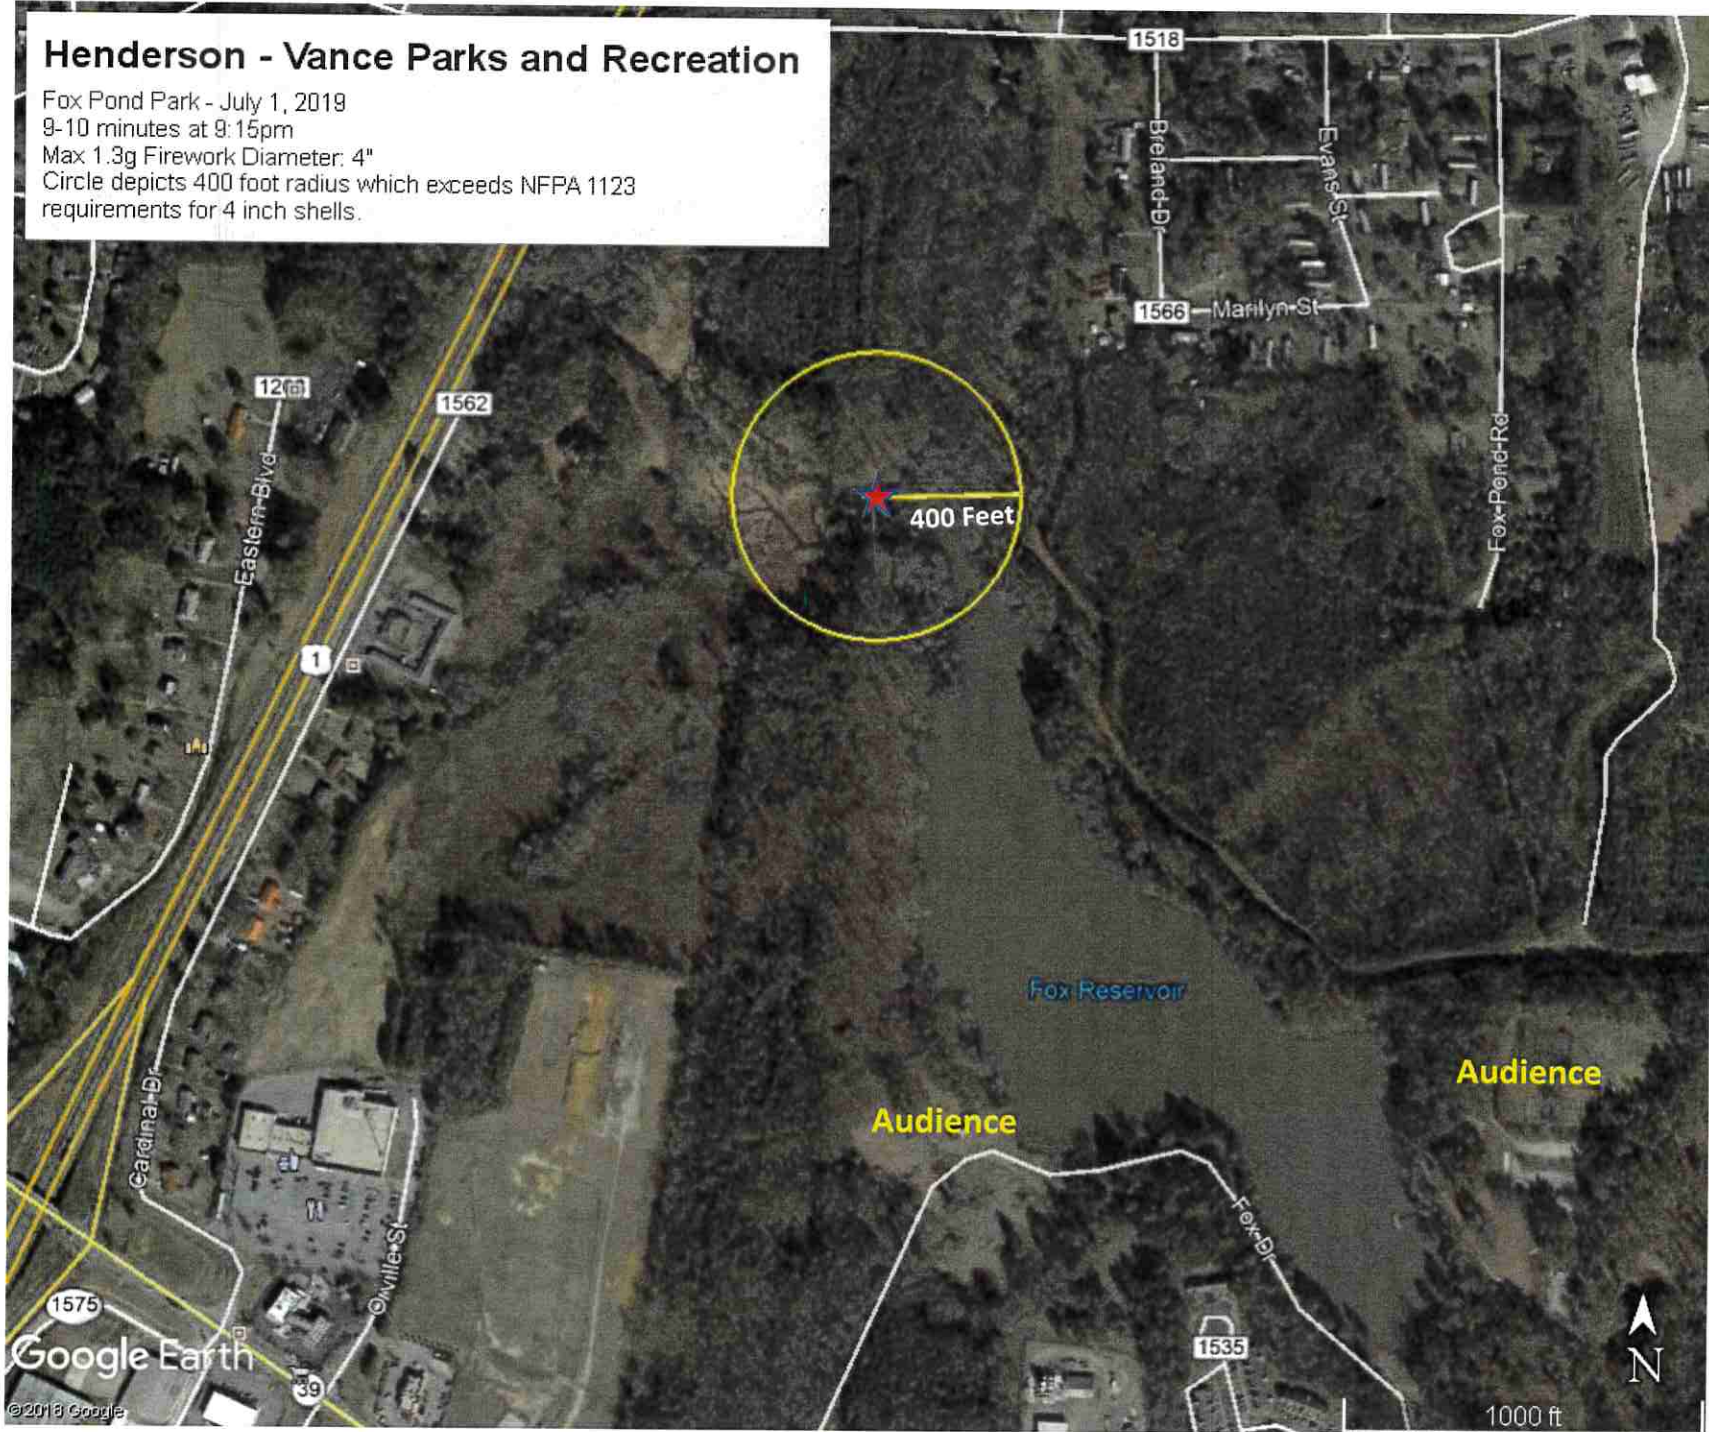 Henderson - Vance Parks and Recreation
Fox Pond Park - July 1, 2019
9-10 minutes at 9:15pm
Max 1.3g Firework Diameter: 4"
Circle depicts 400 foot radius which exceeds NFPA 1123
requirements for 4 inch shells.
1518
Breland Dr
Evans St
1566
Marilyn St
1562
Eastern Blvd
Fox Pond Rd
400 Feet
1
Fox Reservoir
Audience
Audience
Cardinal Dr
Orville St
Fox Dr
1575
1535
39
Google Earth
© 2018 Google
N
1000 ft